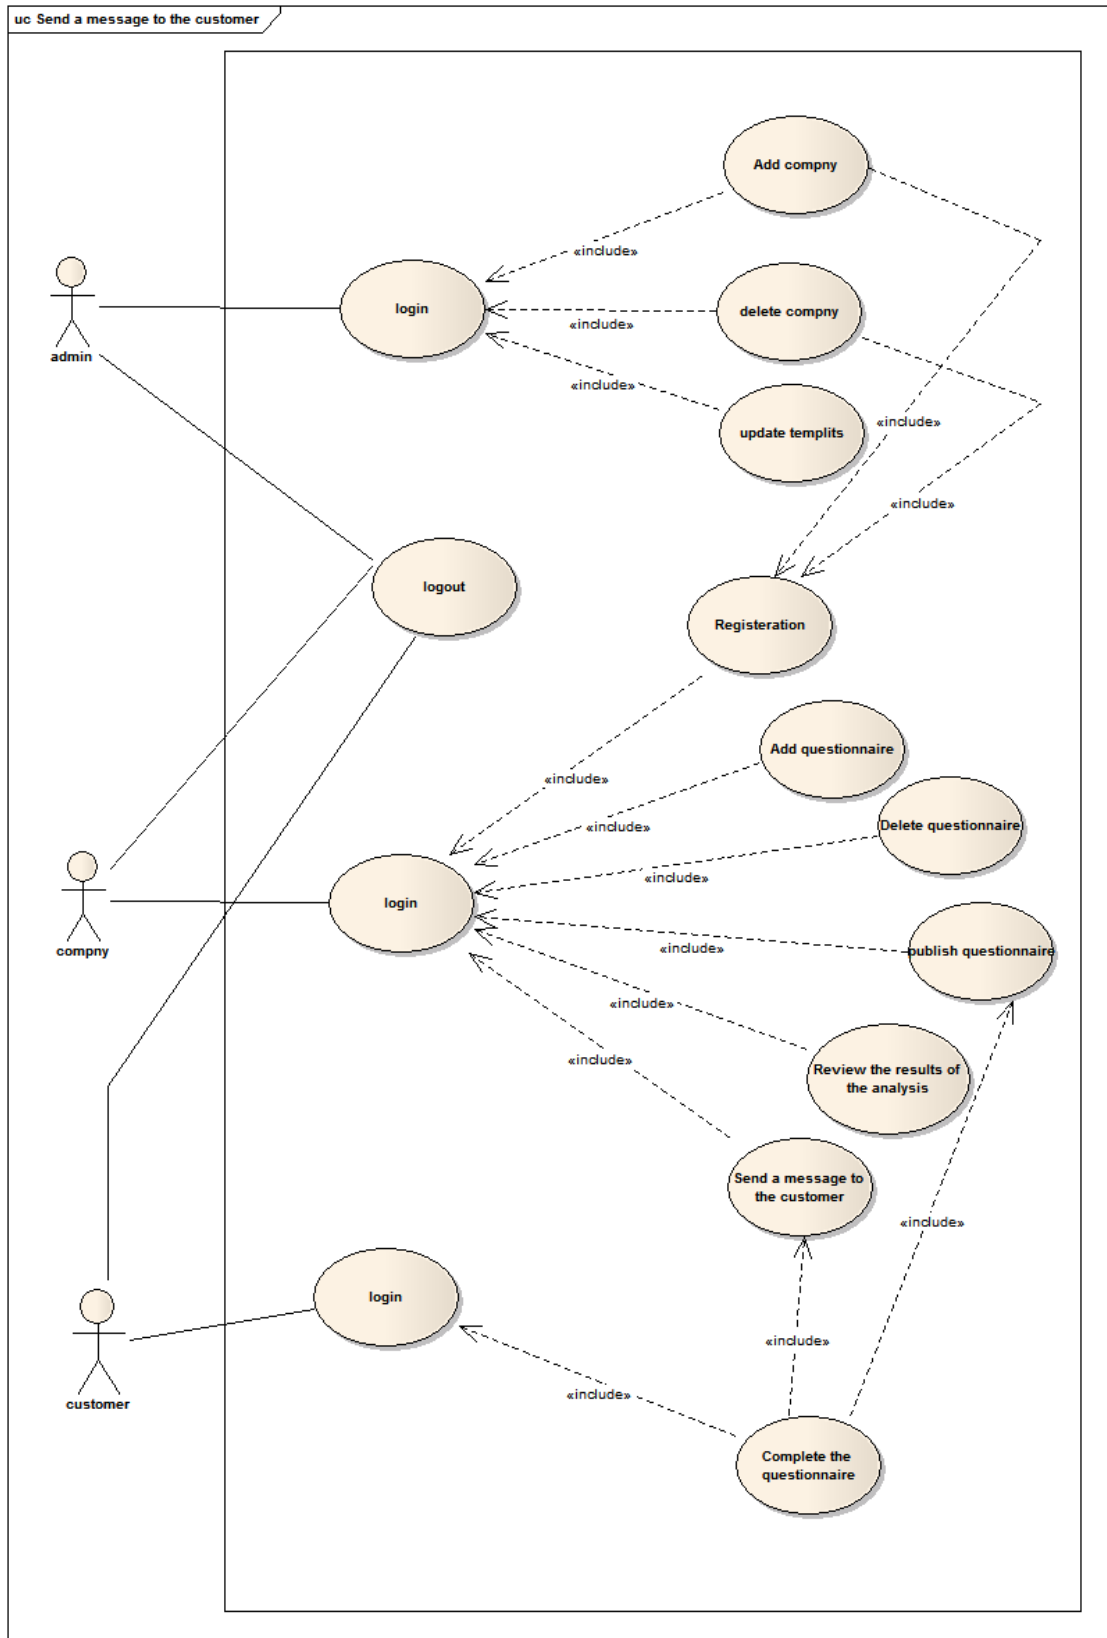 uc Send a message to the customer
Add compny
«include»
login
delete compny
«include»
admin
«include»
update templits
«include»
«include»
logout
Registeration
Add questionnaire
«include»
Delete questionnaire
«include»
«include»
login
compny
publish questionnaire
«include»
«include»
«include»
Review the results of
the analysis
Send a message to
the customer
«include»
login
«include»
customer
«include»
Complete the
questionnaire